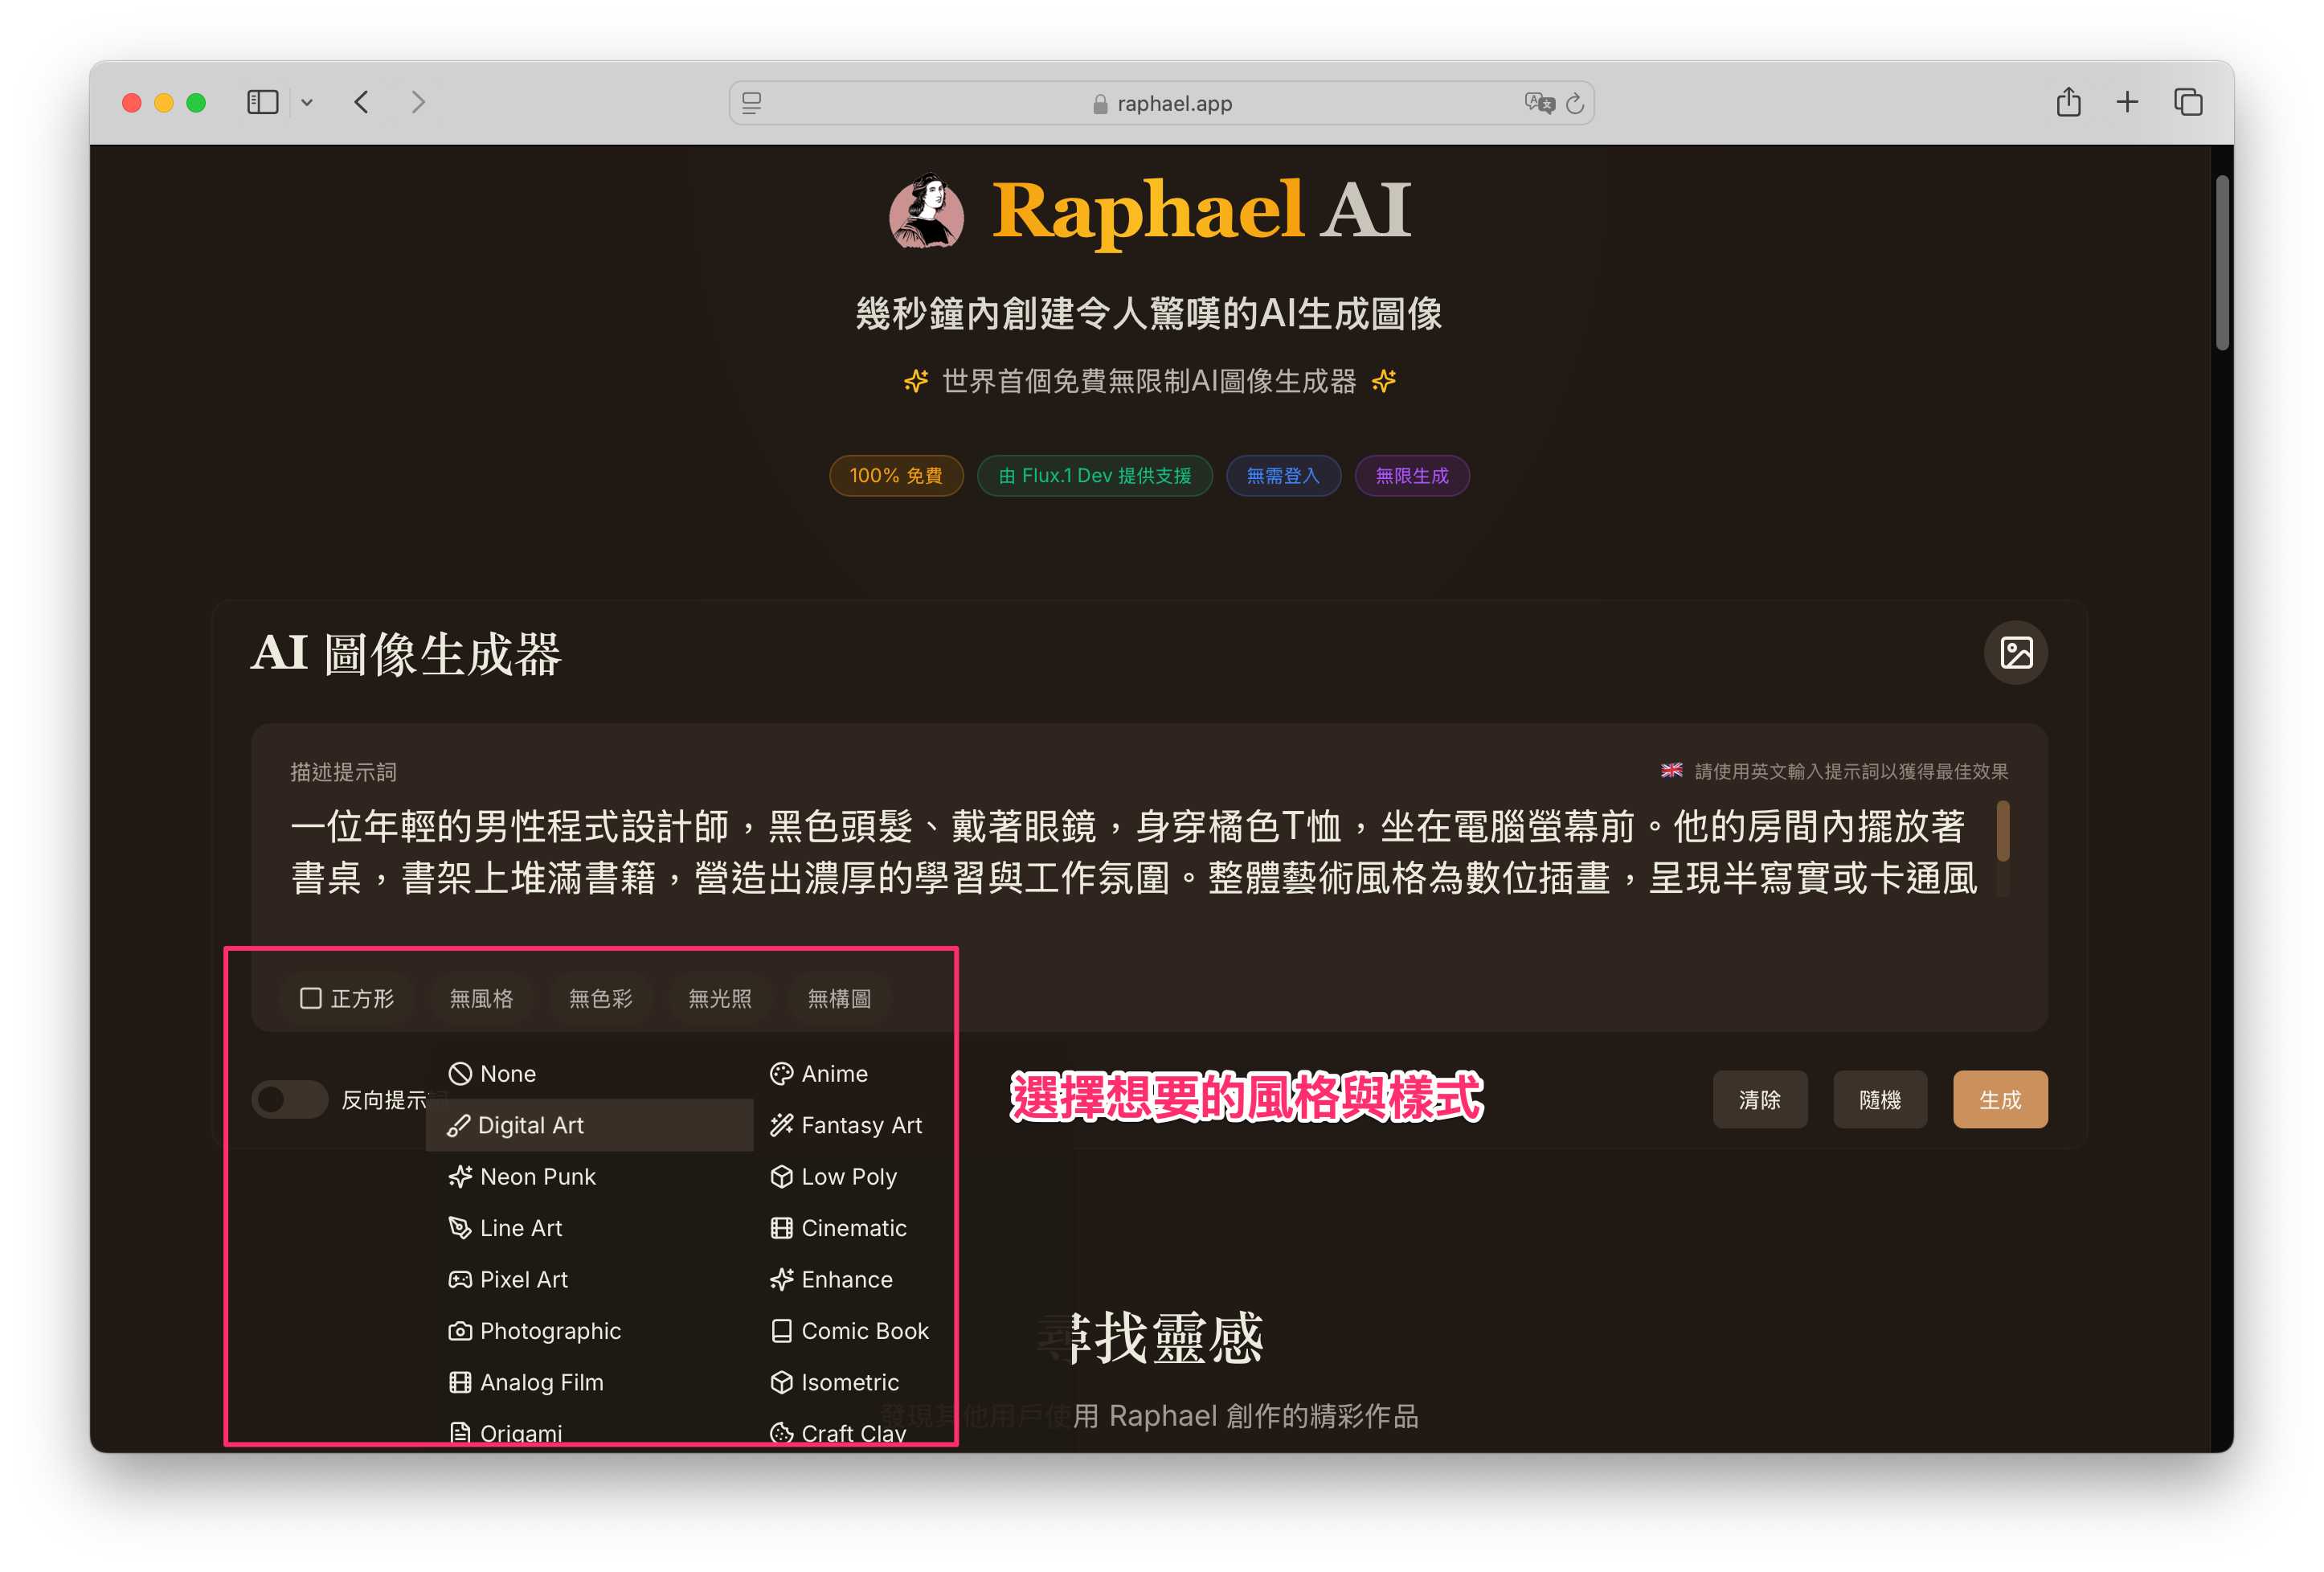 raphael.app
Raphael AI
幾秒鐘內創建令人驚嘆的AI生成圖像
世界首個免費無限制AI圖像生成器
100% 免費
由 Flux.1 Dev 提供支援
無需登入
無限生成
AI 圖像生成器
描述提示詞
請使用英文輸入提示詞以獲得最佳效果
一位年輕的男性程式設計師，黑色頭髮、戴著眼鏡，身穿橘色T恤，坐在電腦螢幕前。他的房間內擺放著
書桌，書架上堆滿書籍，營造出濃厚的學習與工作氛圍。整體藝術風格為數位插畫，呈現半寫實或卡通風
正方形
無風格
無色彩
無光照
無構圖
反向提示詞
None
Anime
Digital Art
Fantasy Art
Neon Punk
Low Poly
Line Art
Cinematic
Pixel Art
Enhance
Photographic
Comic Book
Analog Film
Isometric
Origami
Craft Clay
選擇想要的風格與樣式
清除
隨機
生成
尋找靈感
發現其他用戶使用 Raphael 創作的精彩作品